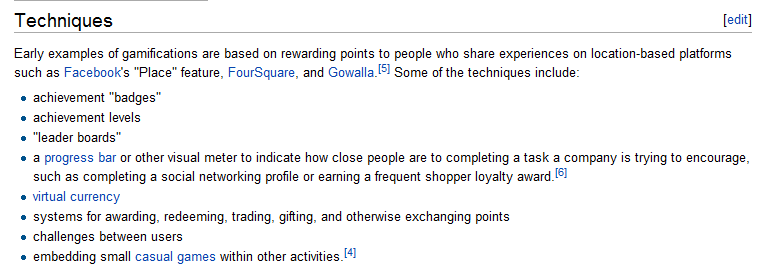 Techniques [edit]
Early examples of gamifications are based on rewarding points to people who share experiences on location-based platforms
such as Facebook's "Place" feature, FourSquare, and Gowalla.[5] Some of the techniques include:
achievement "badges"
achievement levels
"leader boards"
a progress bar or other visual meter to indicate how close people are to completing a task a company is trying to encourage,
such as completing a social networking profile or earning a frequent shopper loyalty award.[6]
virtual currency
systems for awarding, redeeming, trading, gifting, and otherwise exchanging points
challenges between users
embedding small casual games within other activities.[4]